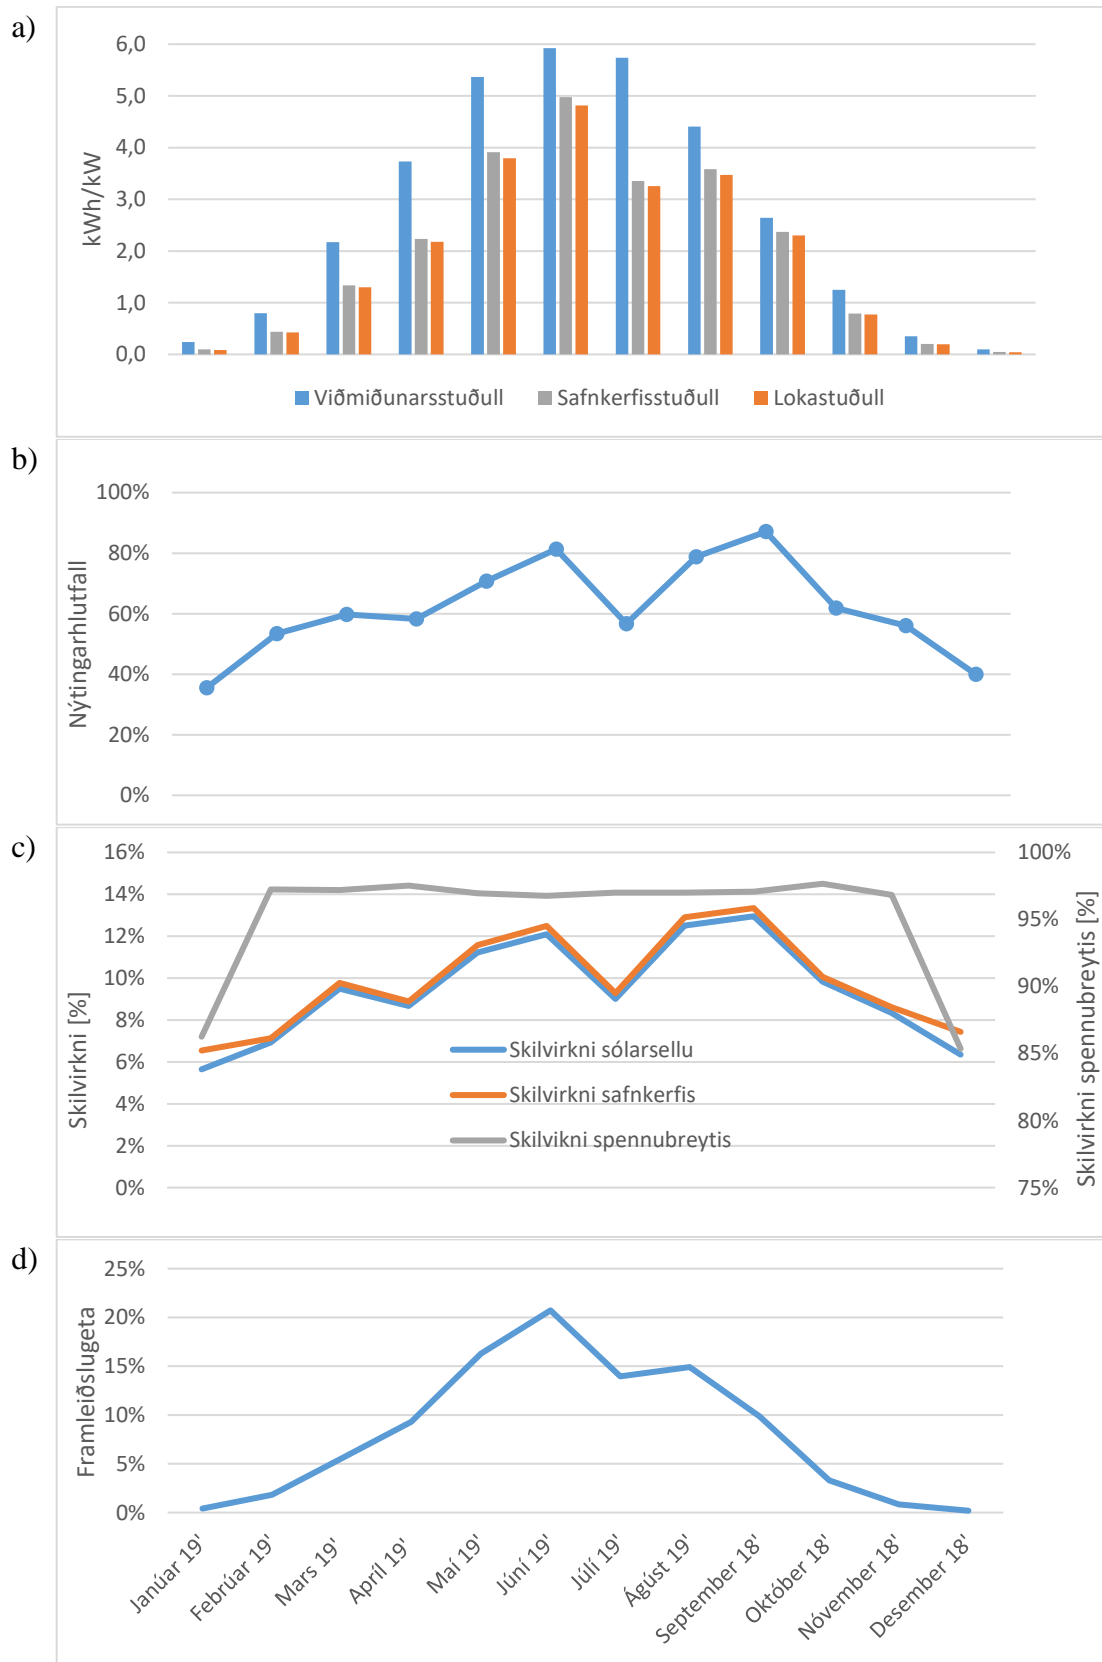 a)
6,0
5,0
4,0
3,0
2,0
1,0
0,0
kWh/kW
Viðmiðunarsstuðull
Safnkerfisstuðull
Lokastuðull
b)
100%
80%
60%
40%
20%
0%
Nýtingarhlutfall
c)
16%
14%
12%
10%
8%
6%
4%
2%
0%
Skilvirkni [%]
100%
95%
90%
85%
80%
75%
Skilvirkni spennubreytis [%]
Skilvirkni sólarsellu
Skilvirkni safnkerfis
Skilvikni spennubreytis
d)
25%
20%
15%
10%
5%
0%
Framleiðslugeta
Janúar 19'
Febrúar 19'
Mars 19'
Apríl 19'
Maí 19'
Júní 19'
Júlí 19'
Ágúst 19'
September 18'
Október 18'
Nóvember 18'
Desember 18'